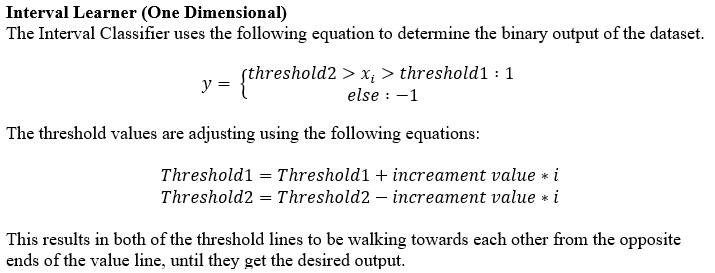 Interval Learner (One Dimensional)
The Interval Classifier uses the following equation to determine the binary output of the dataset.
y = {threshold2 > xᵢ > threshold1 : 1
else : −1
The threshold values are adjusting using the following equations:
Threshold1 = Threshold1 + increament value * i
Threshold2 = Threshold2 − increament value * i
This results in both of the threshold lines to be walking towards each other from the opposite
ends of the value line, until they get the desired output.